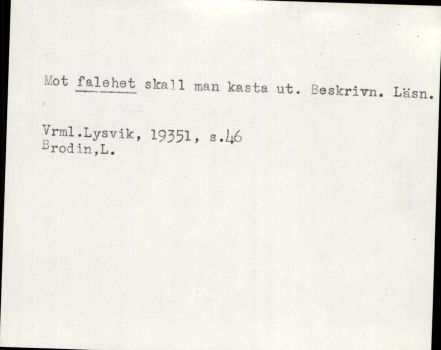 Mot falehet skall man kasta ut. Beskrivn. Läsn.
Vrml.Lysvik, 19351, s.46
Brodin,L.